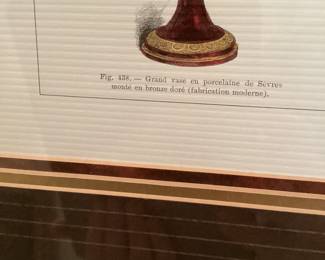 Fig. 438. — Grand vase en porcelaine de Sèvres
monté en bronze doré (fabrication moderne).